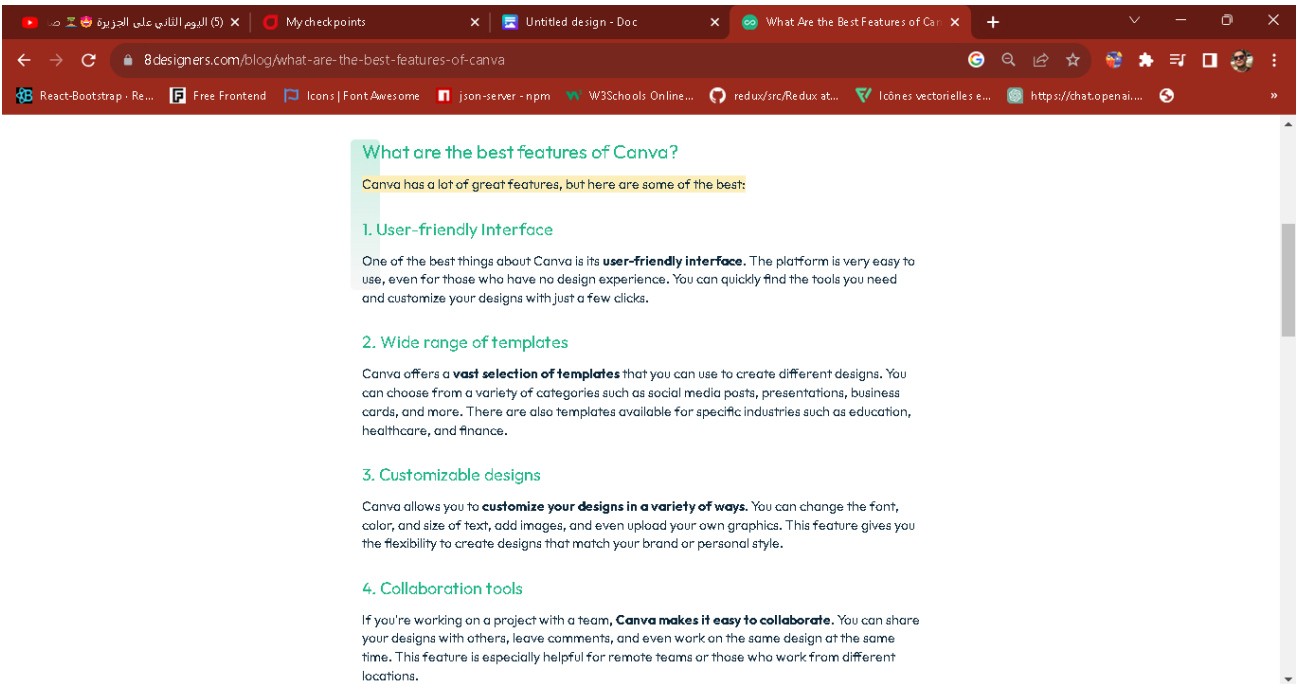 (5) اليوم الثاني على الجزيرة
My checkpoints
Untitled design - Doc
What Are the Best Features of Can
8designers.com/blog/what-are-the-best-features-of-canva
React-Bootstrap · Re...
Free Frontend
Icons | Font Awesome
json-server - npm
W3Schools Online...
redux/src/Redux at...
Icônes vectorielles e...
https://chat.openai....
»
What are the best features of Canva?
Canva has a lot of great features, but here are some of the best:
1. User-friendly Interface
One of the best things about Canva is its user-friendly interface. The platform is very easy to
use, even for those who have no design experience. You can quickly find the tools you need
and customize your designs with just a few clicks.
2. Wide range of templates
Canva offers a vast selection of templates that you can use to create different designs. You
can choose from a variety of categories such as social media posts, presentations, business
cards, and more. There are also templates available for specific industries such as education,
healthcare, and finance.
3. Customizable designs
Canva allows you to customize your designs in a variety of ways. You can change the font,
color, and size of text, add images, and even upload your own graphics. This feature gives you
the flexibility to create designs that match your brand or personal style.
4. Collaboration tools
If you're working on a project with a team, Canva makes it easy to collaborate. You can share
your designs with others, leave comments, and even work on the same design at the same
time. This feature is especially helpful for remote teams or those who work from different
locations.